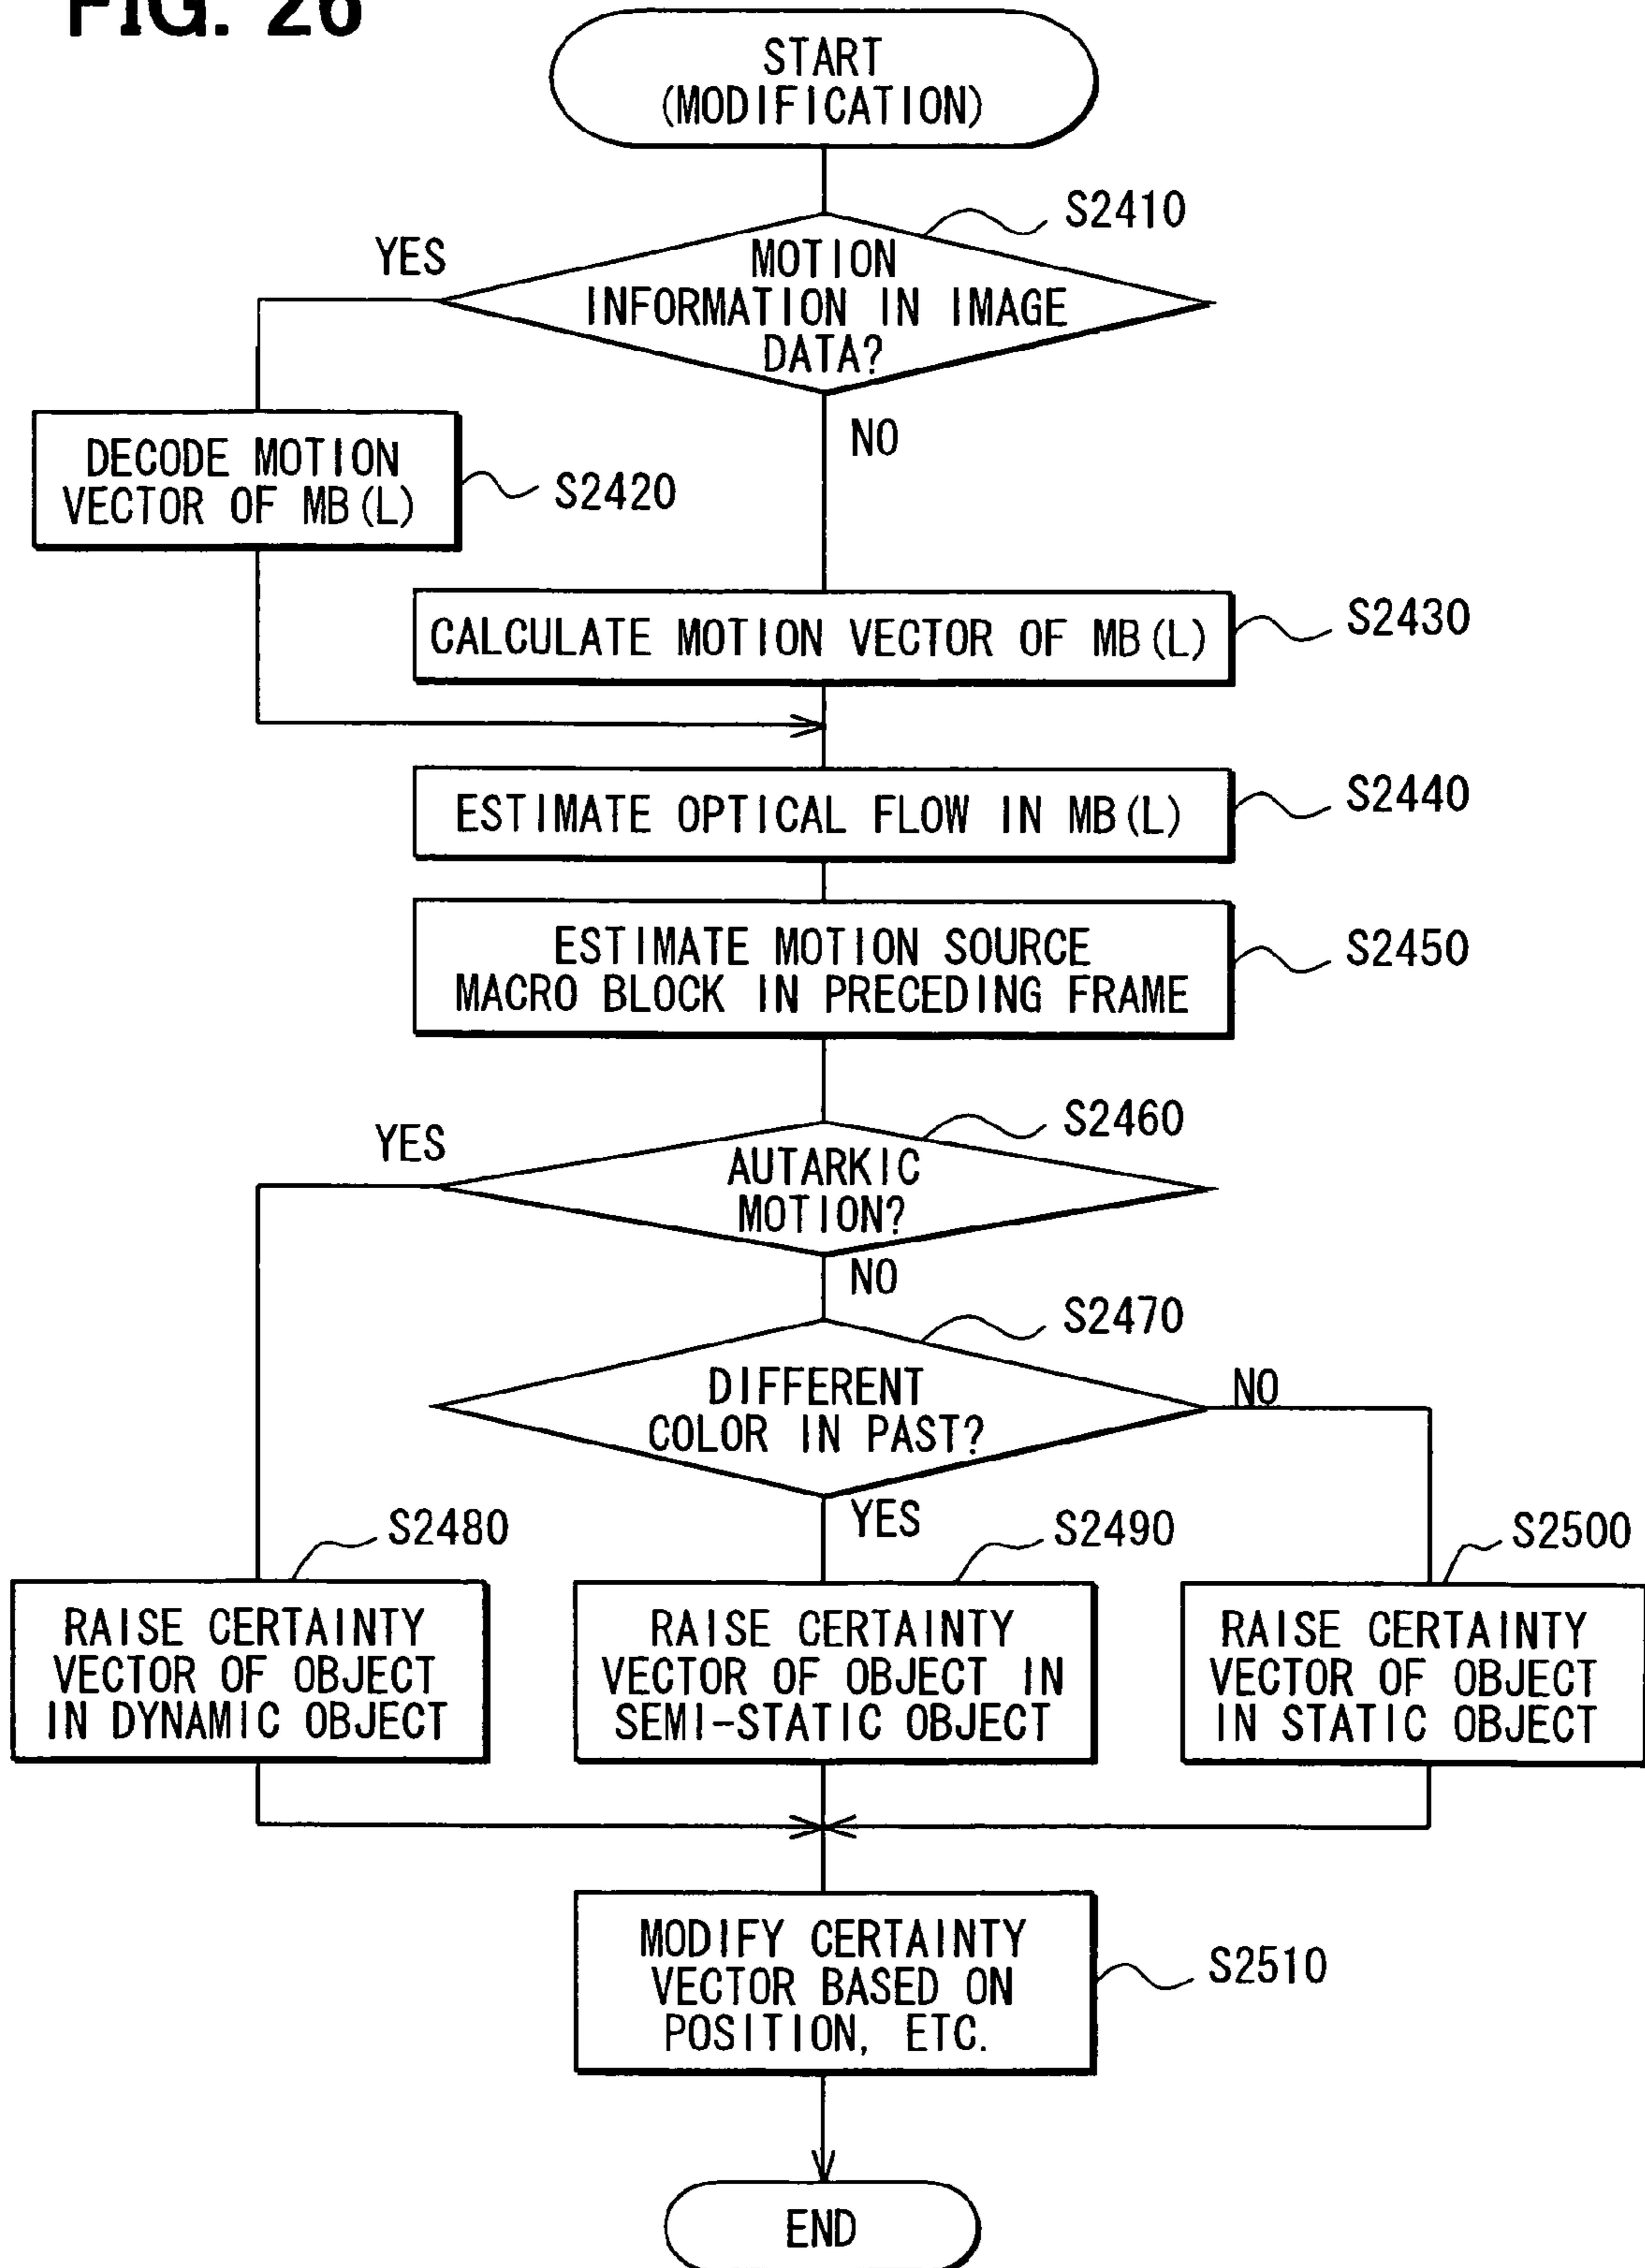 FIG. 26
START
(MODIFICATION)
S2410
YES
MOTION
INFORMATION IN IMAGE
DATA?
NO
DECODE MOTION
VECTOR OF MB(L)
S2420
CALCULATE MOTION VECTOR OF MB(L)
S2430
ESTIMATE OPTICAL FLOW IN MB(L)
S2440
ESTIMATE MOTION SOURCE
MACRO BLOCK IN PRECEDING FRAME
S2450
S2460
YES
AUTARKIC
MOTION?
NO
S2470
DIFFERENT
COLOR IN PAST?
NO
YES
S2480
RAISE CERTAINTY
VECTOR OF OBJECT
IN DYNAMIC OBJECT
S2490
RAISE CERTAINTY
VECTOR OF OBJECT IN
SEMI-STATIC OBJECT
S2500
RAISE CERTAINTY
VECTOR OF OBJECT
IN STATIC OBJECT
MODIFY CERTAINTY
VECTOR BASED ON
POSITION, ETC.
S2510
END